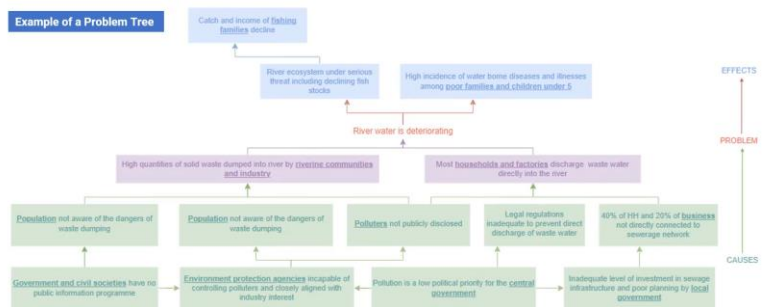 Example of a Problem Tree
Catch and income of fishing
families decline
River ecosystem under serious
threat including declining fish
stocks
High incidence of water borne diseases and illnesses
among poor families and children under 5
EFFECTS
River water is deteriorating
PROBLEM
High quantities of solid waste dumped into river by riverine communities
and industry
Most households and factories discharge waste water
directly into the river
Population not aware of the dangers of
waste dumping
Population not aware of the dangers of
waste dumping
Polluters not publicly disclosed
Legal regulations
inadequate to prevent direct
discharge of waste water
40% of HH and 20% of business
not directly connected to
sewerage network
CAUSES
Government and civil societies have no
public information programme
Environment protection agencies incapable of
controlling polluters and closely aligned with
industry interest
Pollution is a low political priority for the central
government
Inadequate level of investment in sewage
infrastructure and poor planning by local
government